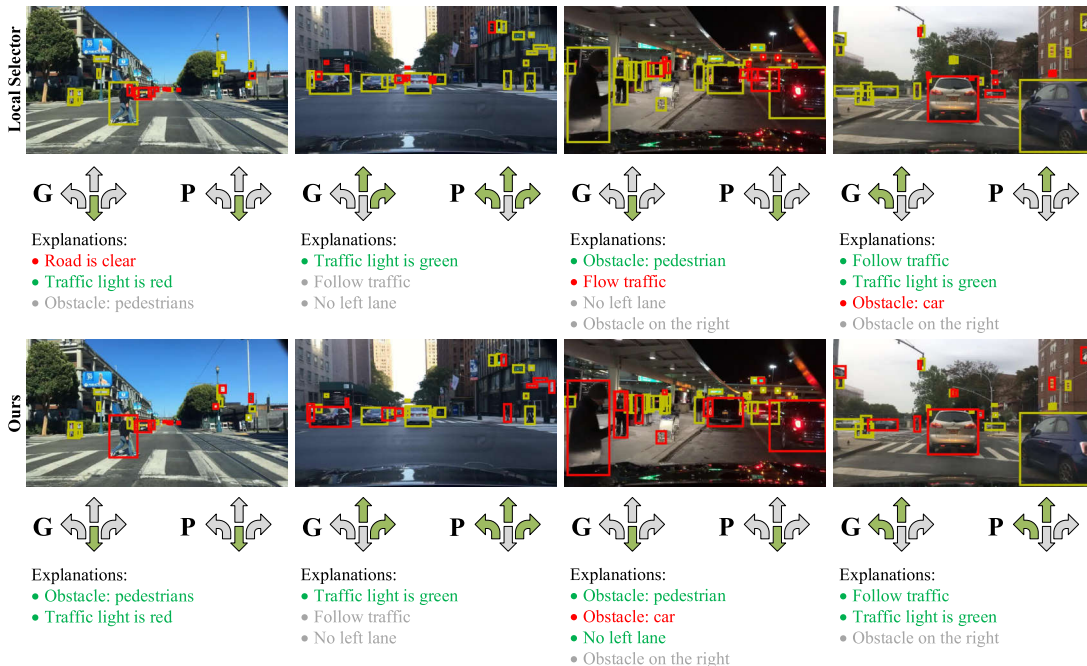 Local Selector
G P G P G P G P
Explanations: Explanations: Explanations: Explanations:
● Road is clear ● Traffic light is green ● Obstacle: pedestrian ● Follow traffic
● Traffic light is red ● Follow traffic ● Flow traffic ● Traffic light is green
● Obstacle: pedestrians ● No left lane ● No left lane ● Obstacle: car
● Obstacle on the right ● Obstacle on the right
Ours
G P G P G P G P
Explanations: Explanations: Explanations: Explanations:
● Obstacle: pedestrians ● Traffic light is green ● Obstacle: pedestrian ● Follow traffic
● Traffic light is red ● Follow traffic ● Obstacle: car ● Traffic light is green
● No left lane ● No left lane ● Obstacle on the right
● Obstacle on the right